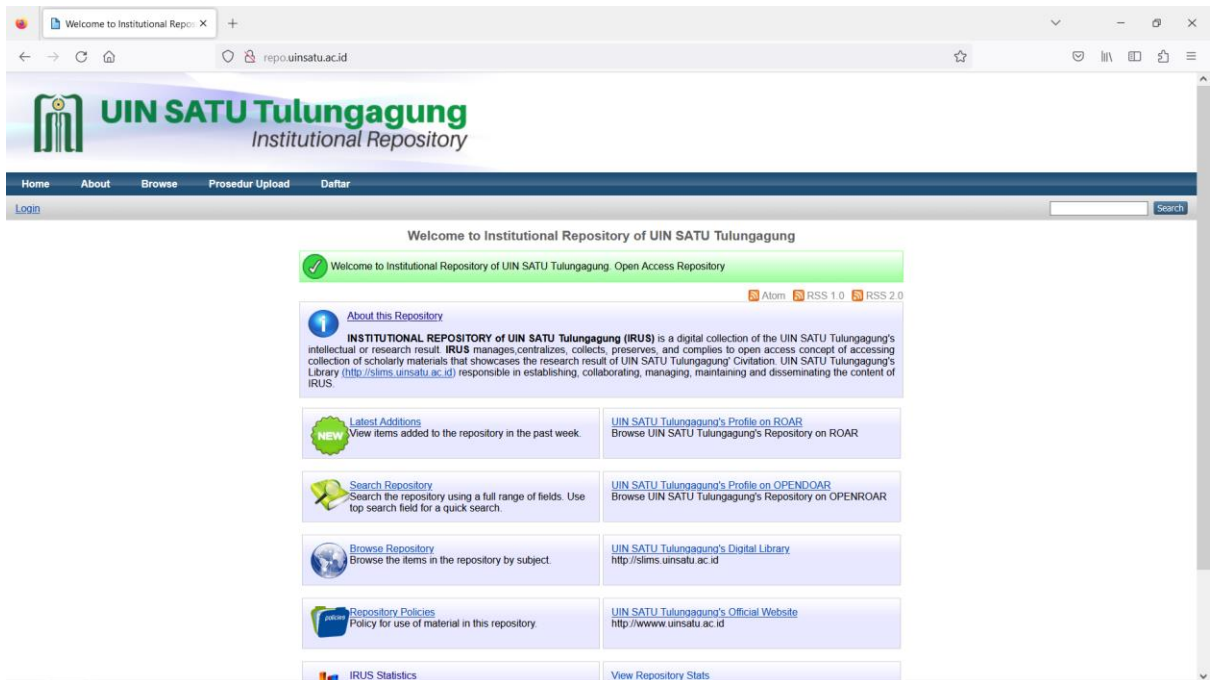 Welcome to Institutional Repos
repo.uinsatu.ac.id
UIN SATU Tulungagung
Institutional Repository
Home About Browse Prosedur Upload Daftar
Login Search
Welcome to Institutional Repository of UIN SATU Tulungagung
Welcome to Institutional Repository of UIN SATU Tulungagung. Open Access Repository
Atom RSS 1.0 RSS 2.0
About this Repository
INSTITUTIONAL REPOSITORY of UIN SATU Tulungagung (IRUS) is a digital collection of the UIN SATU Tulungagung's
intellectual or research result. IRUS manages,centralizes, collects, preserves, and complies to open access concept of accessing
collection of scholarly materials that showcases the research result of UIN SATU Tulungagung' Civitation. UIN SATU Tulungagung's
Library (http://slims.uinsatu.ac.id) responsible in establishing, collaborating, managing, maintaining and disseminating the content of
IRUS.
NEW
Latest Additions
View items added to the repository in the past week.
UIN SATU Tulungagung's Profile on ROAR
Browse UIN SATU Tulungagung's Repository on ROAR
Search Repository
Search the repository using a full range of fields. Use
top search field for a quick search.
UIN SATU Tulungagung's Profile on OPENDOAR
Browse UIN SATU Tulungagung's Repository on OPENROAR
Browse Repository
Browse the items in the repository by subject.
UIN SATU Tulungagung's Digital Library
http://slims.uinsatu.ac.id
policies
Repository Policies
Policy for use of material in this repository.
UIN SATU Tulungagung's Official Website
http://wwww.uinsatu.ac.id
IRUS Statistics
View Repository Stats